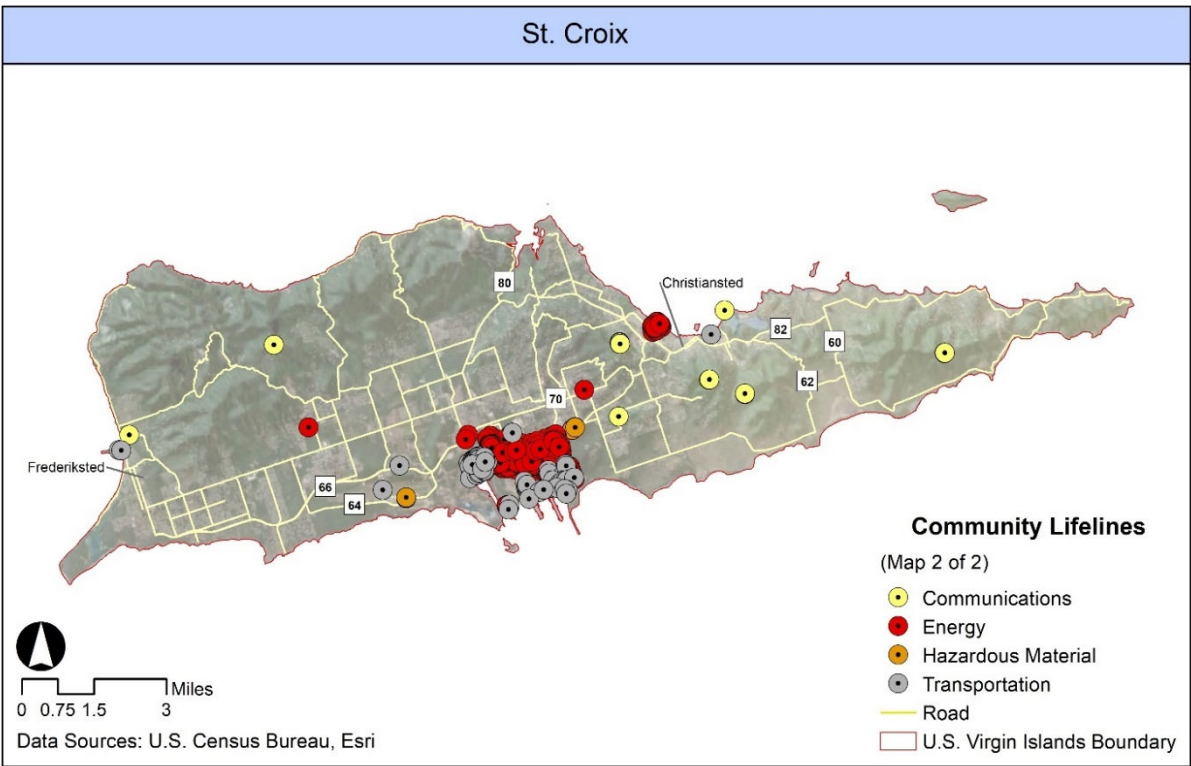 St. Croix
80
Christiansted
82
60
62
70
Frederiksted
66
64
Community Lifelines
(Map 2 of 2)
Communications
Energy
Hazardous Material
Transportation
Road
U.S. Virgin Islands Boundary
Miles
0 0.75 1.5 3
Data Sources: U.S. Census Bureau, Esri